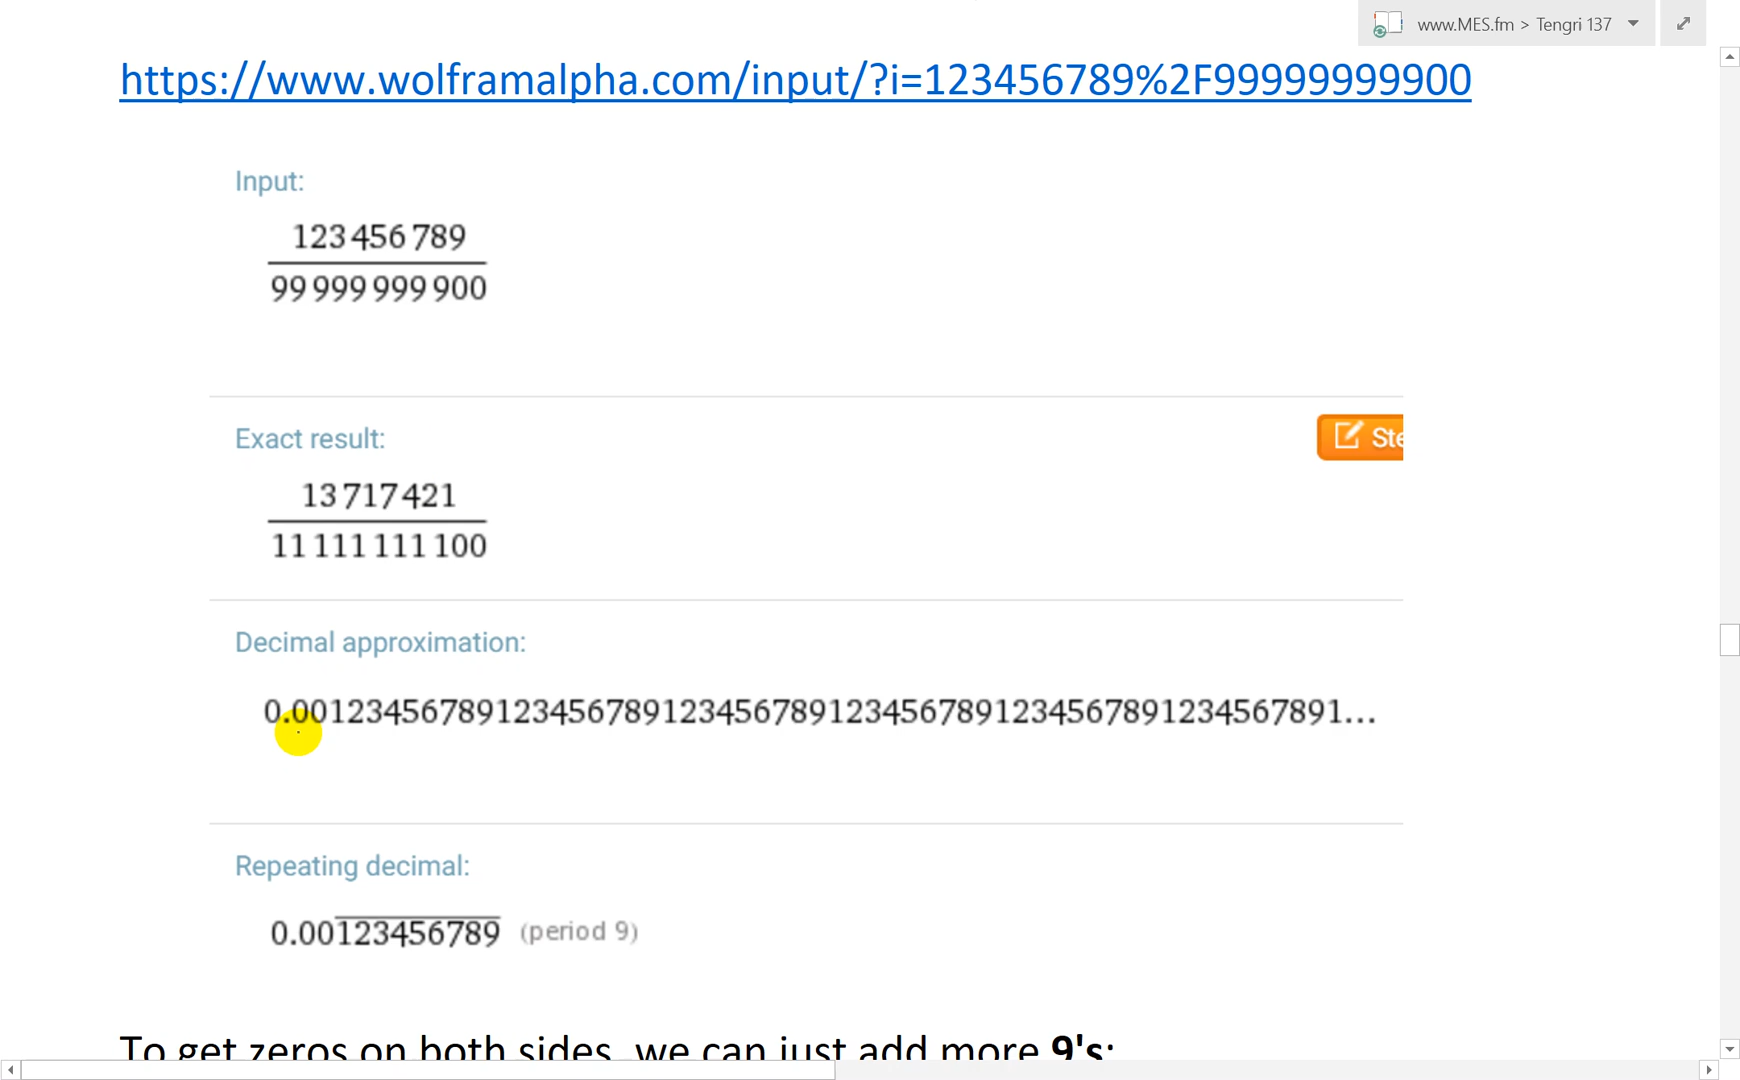 www.MES.fm > Tengri 137
https://www.wolframalpha.com/input/?i=123456789%2F99999999900
Input:
123 456 789
99 999 999 900
Exact result:
Ste
13 717 421
11 111 111 100
Decimal approximation:
0.001234567891234567891234567891234567891234567891234567891...
Repeating decimal:
0.00123456789 (period 9)
To get zeros on both sides, we can just add more 9's: